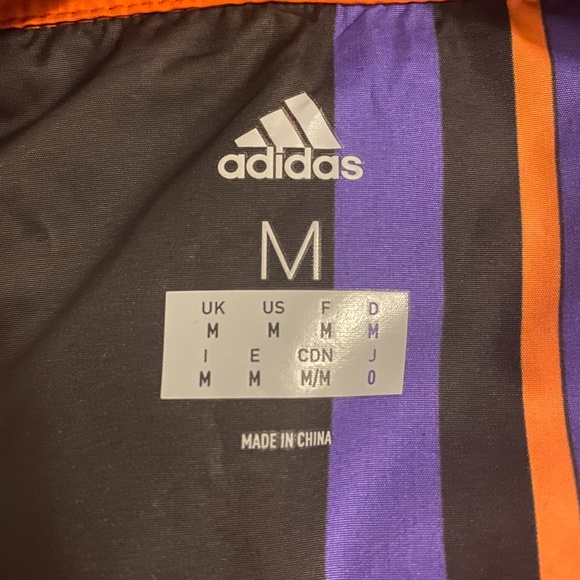 adidas
M
UK US F D
M M M M
I E CDN J
M M M/M O
MADE IN CHINA